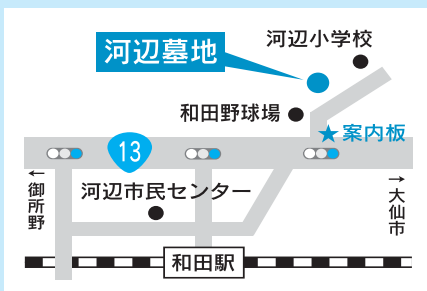 河辺小学校
河辺墓地
和田野球場
★案内板
13
←御所野
河辺市民センター
→大仙市
和田駅